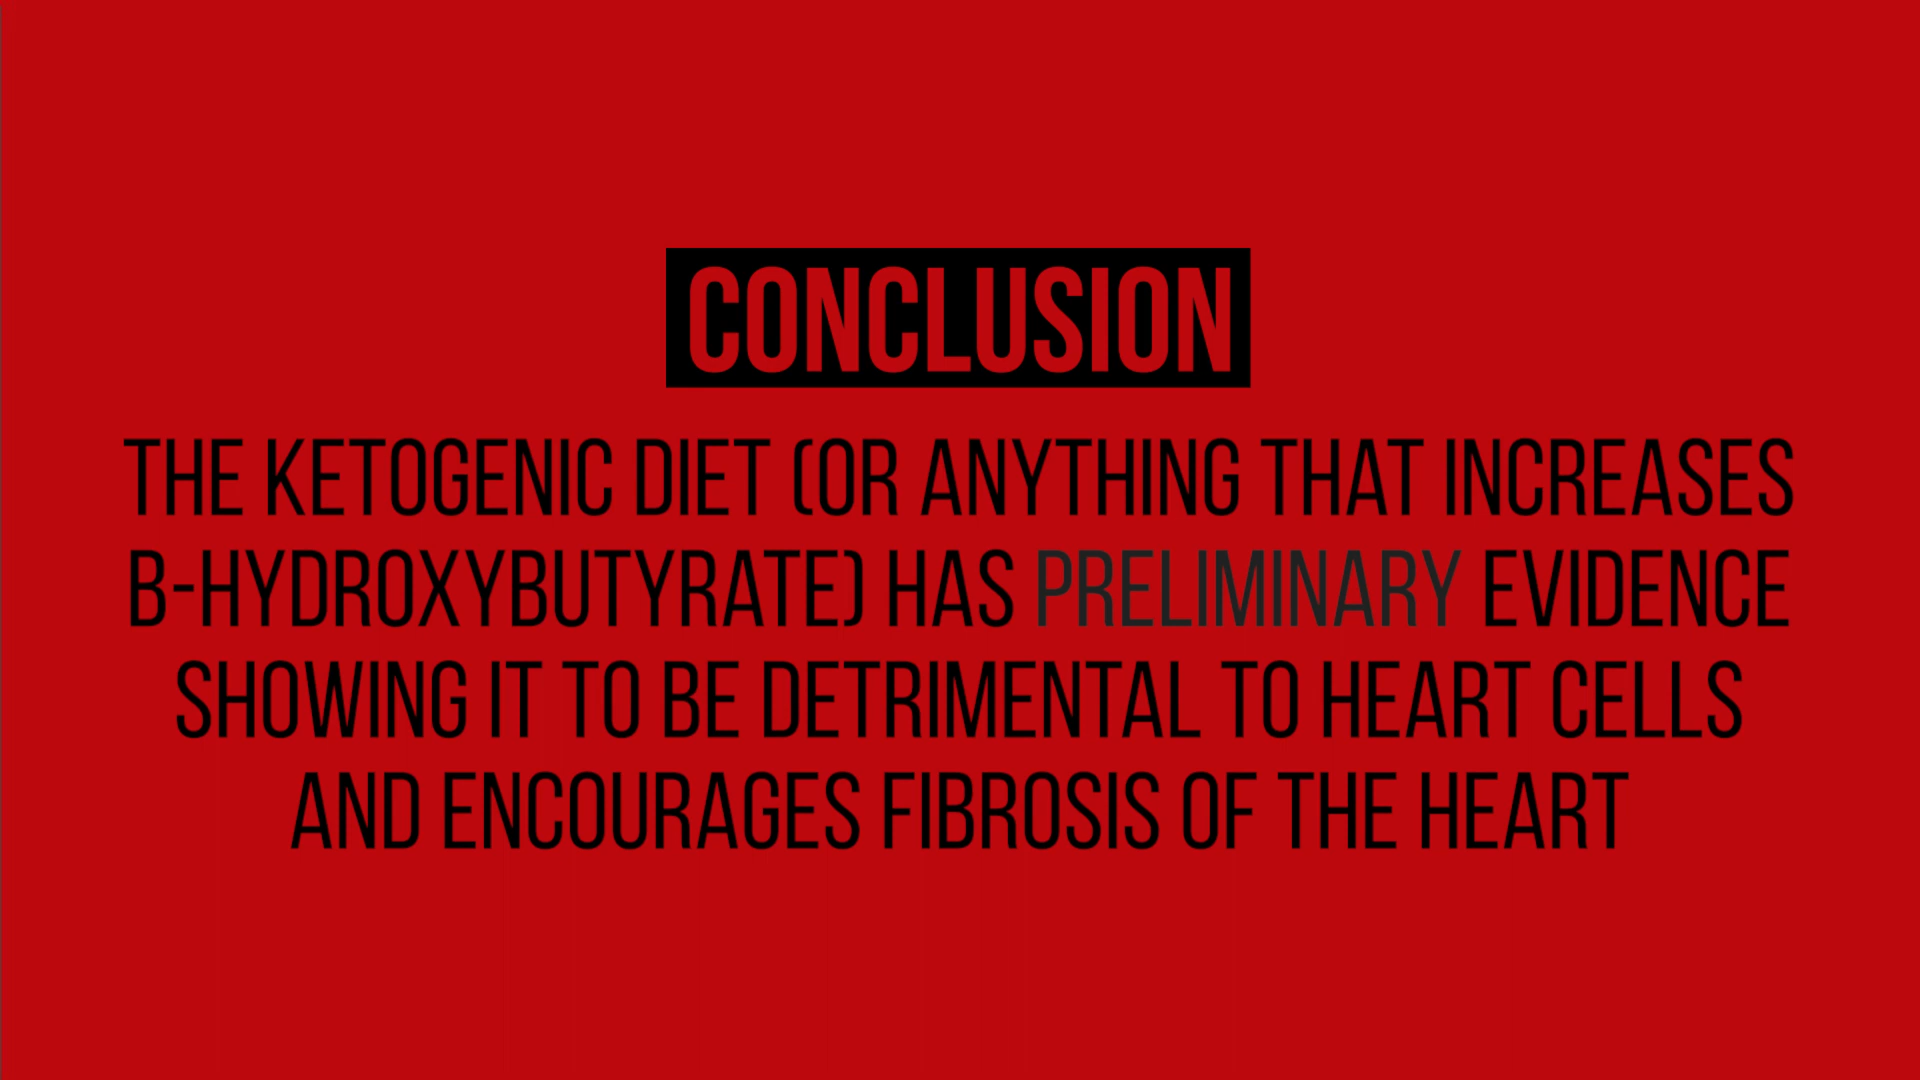 CONCLUSION
THE KETOGENIC DIET (OR ANYTHING THAT INCREASES
B-HYDROXYBUTYRATE) HAS PRELIMINARY EVIDENCE
SHOWING IT TO BE DETRIMENTAL TO HEART CELLS
AND ENCOURAGES FIBROSIS OF THE HEART